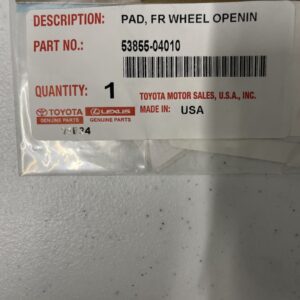 DESCRIPTION: PAD, FR WHEEL OPENIN
PART NO.: 53855-04010
QUANTITY: 1 TOYOTA MOTOR SALES, U.S.A., INC.
TOYOTA LEXUS MADE IN: USA
GENUINE PARTS GENUINE PARTS